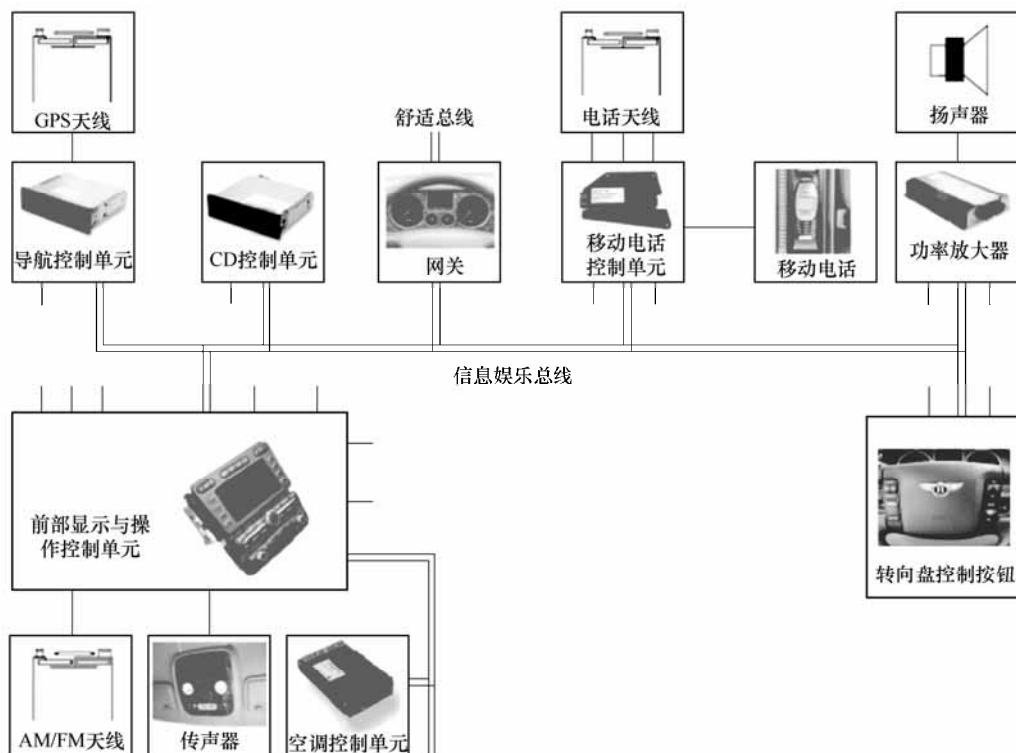 GPS天线
舒适总线
电话天线
扬声器
导航控制单元
CD控制单元
网关
移动电话
控制单元
移动电话
功率放大器
信息娱乐总线
前部显示与操
作控制单元
转向盘控制按钮
AM/FM天线
传声器
空调控制单元